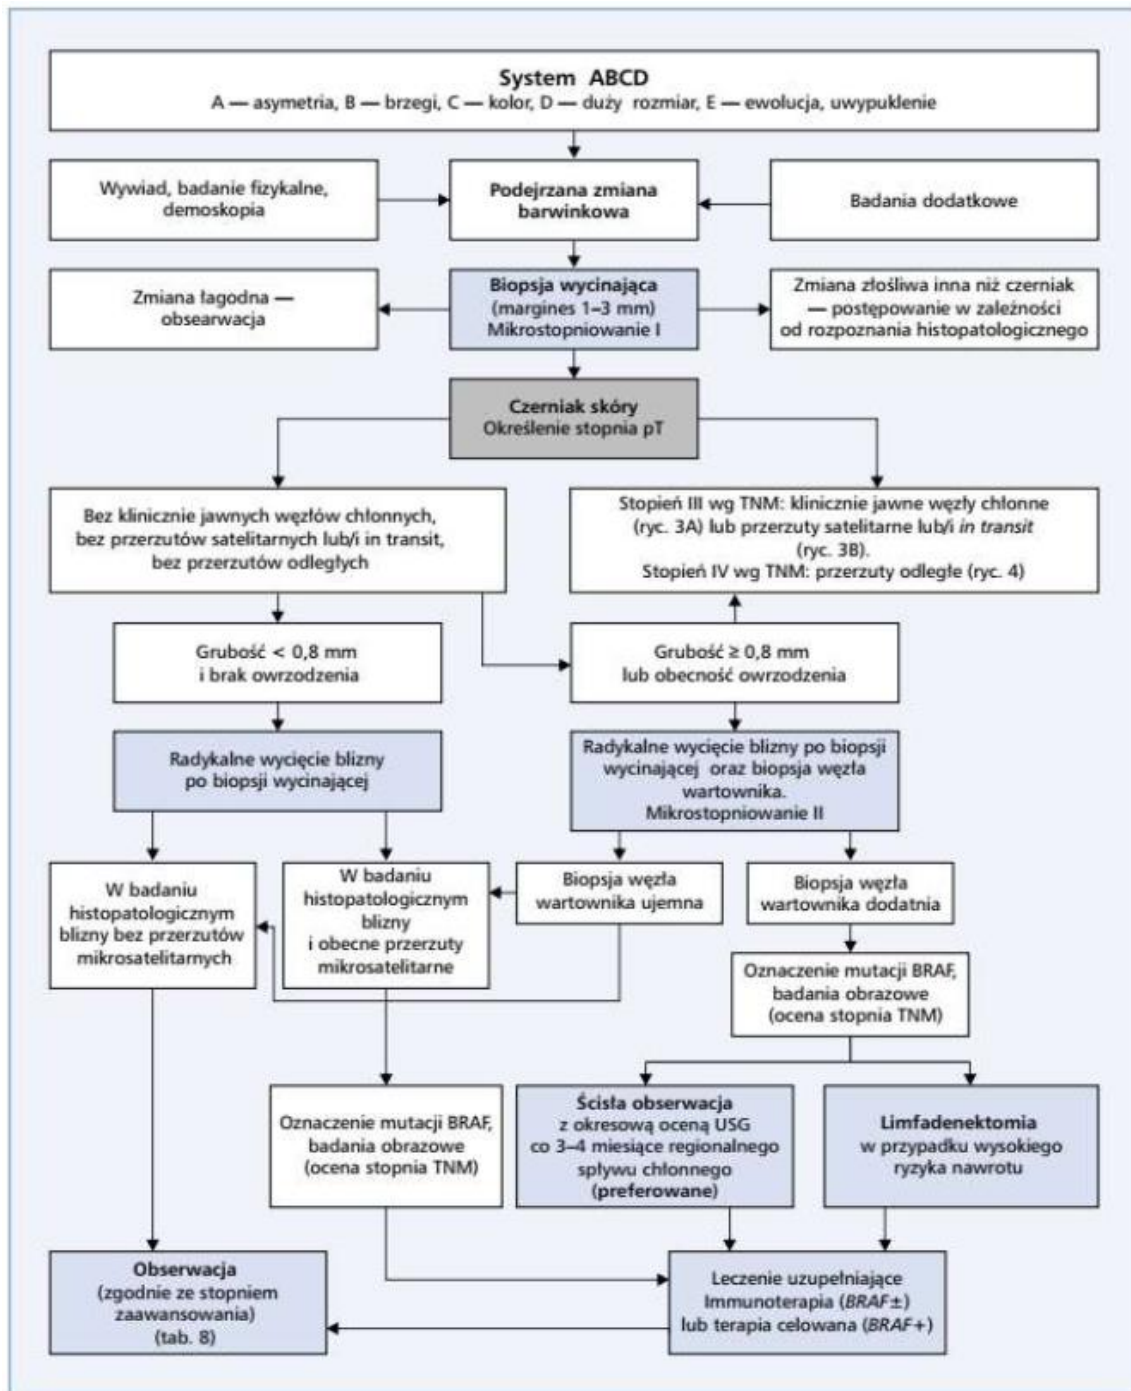 System ABCD
A — asymetria, B — brzegi, C — kolor, D — duży rozmiar, E — ewolucja, uwypuklenie
Wywiad, badanie fizykalne,
demoskopia
Podejrzana zmiana
barwinkowa
Badania dodatkowe
Zmiana łagodna —
obsearwacja
Biopsja wycinająca
(margines 1–3 mm)
Mikrostopniowanie I
Zmiana złośliwa inna niż czerniak
— postępowanie w zależności
od rozpoznania histopatologicznego
Czerniak skóry
Określenie stopnia pT
Bez klinicznie jawnych węzłów chłonnych,
bez przerzutów satelitarnych lub/i in transit,
bez przerzutów odległych
Stopień III wg TNM: klinicznie jawne węzły chłonne
(ryc. 3A) lub przerzuty satelitarne lub/i in transit
(ryc. 3B).
Stopień IV wg TNM: przerzuty odległe (ryc. 4)
Grubość < 0,8 mm
i brak owrzodzenia
Grubość ≥ 0,8 mm
lub obecność owrzodzenia
Radykalne wycięcie blizny
po biopsji wycinającej
Radykalne wycięcie blizny po biopsji
wycinającej oraz biopsja węzła
wartownika.
Mikrostopniowanie II
W badaniu
histopatologicznym
blizny bez przerzutów
mikrosatelitarnych
W badaniu
histopatologicznym
blizny
i obecne przerzuty
mikrosatelitarne
Biopsja węzła
wartownika ujemna
Biopsja węzła
wartownika dodatnia
Oznaczenie mutacji BRAF,
badania obrazowe
(ocena stopnia TNM)
Oznaczenie mutacji BRAF,
badania obrazowe
(ocena stopnia TNM)
Ścisła obserwacja
z okresową oceną USG
co 3–4 miesiące regionalnego
spływu chłonnego
(preferowane)
Limfadenektomia
w przypadku wysokiego
ryzyka nawrotu
Obserwacja
(zgodnie ze stopniem
zaawansowania)
(tab. 8)
Leczenie uzupełniające
Immunoterapia (BRAF±)
lub terapia celowana (BRAF+)